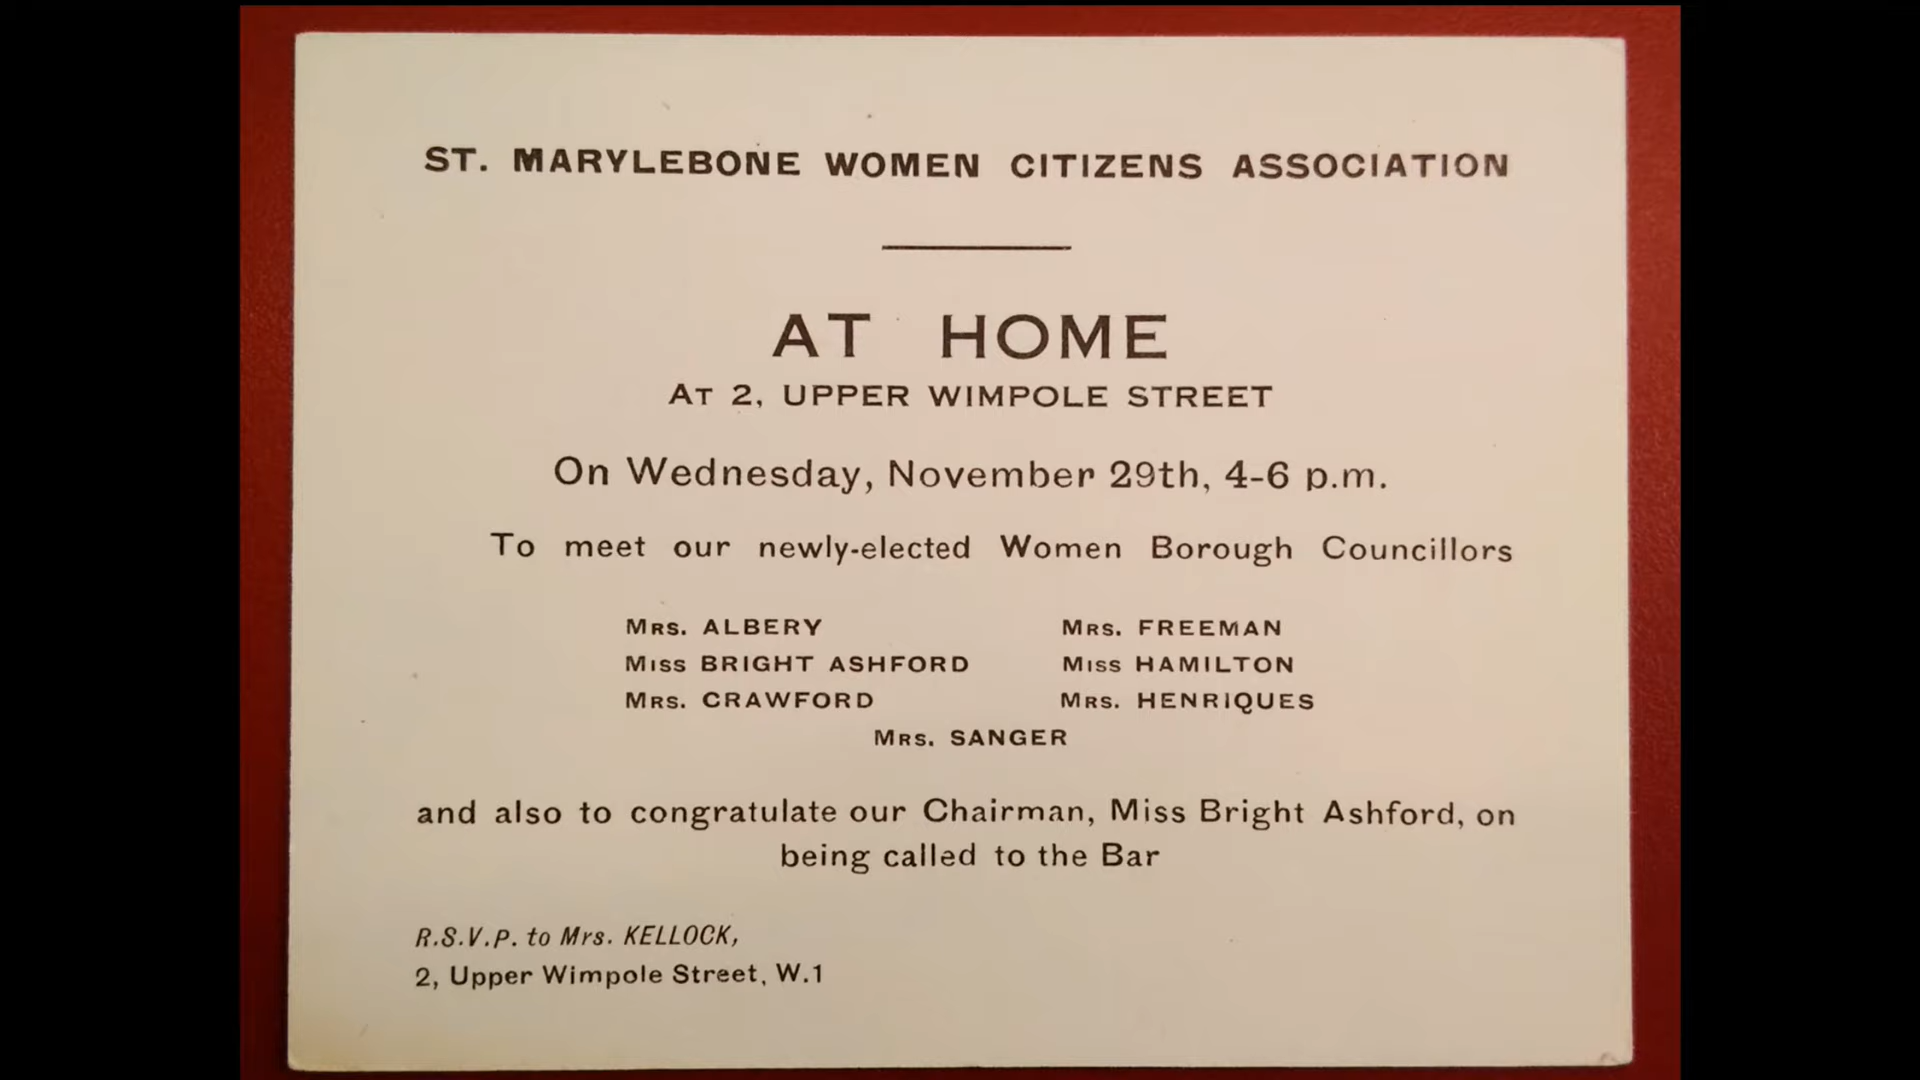 ST. MARYLEBONE WOMEN CITIZENS ASSOCIATION
AT HOME
AT 2, UPPER WIMPOLE STREET
On Wednesday, November 29th, 4-6 p.m.
To meet our newly-elected Women Borough Councillors
MRS. ALBERY MRS. FREEMAN
MISS BRIGHT ASHFORD MISS HAMILTON
MRS. CRAWFORD MRS. HENRIQUES
MRS. SANGER
and also to congratulate our Chairman, Miss Bright Ashford, on
being called to the Bar
R.S.V.P. to Mrs. KELLOCK,
2, Upper Wimpole Street, W.1